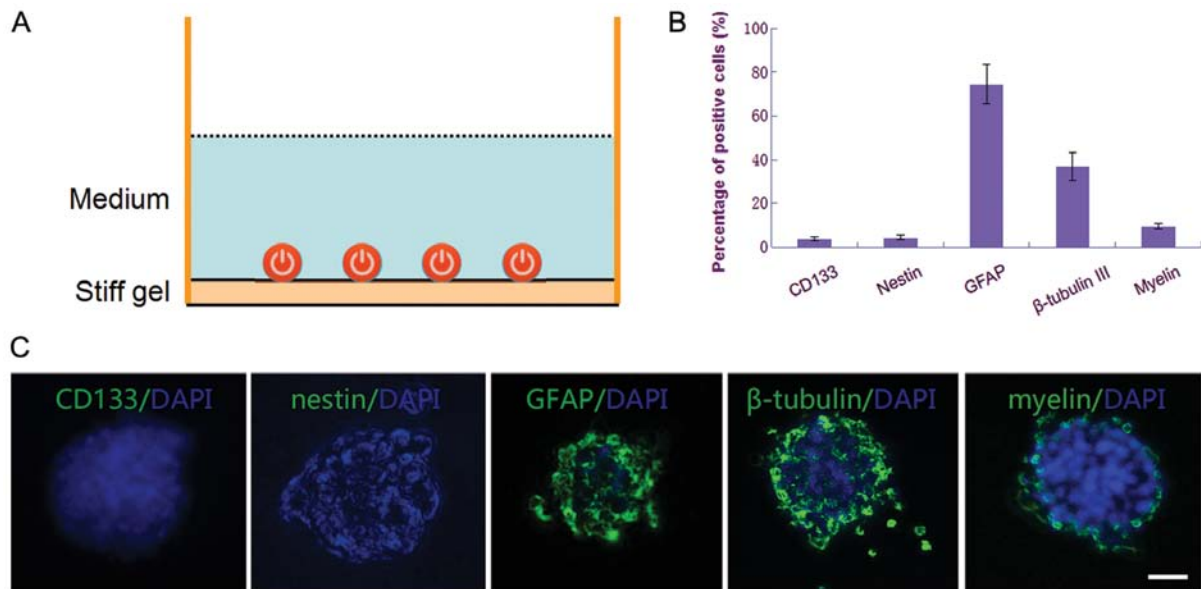 A
Medium
Stiff gel
B
Percentage of positive cells (%)
100
80
60
40
20
0
CD133
Nestin
GFAP
β-tubulin III
Myelin
C
CD133/DAPI
nestin/DAPI
GFAP/DAPI
β-tubulin/DAPI
myelin/DAPI